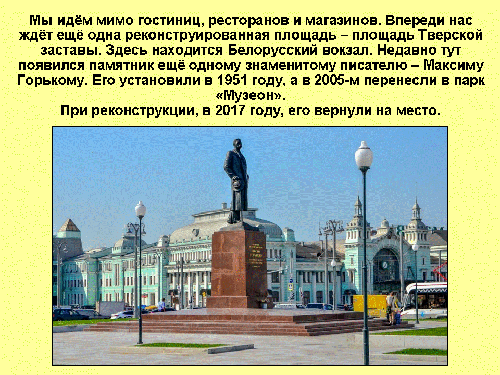 Мы идём мимо гостиниц, ресторанов и магазинов. Впереди нас
ждёт ещё одна реконструированная площадь – площадь Тверской
заставы. Здесь находится Белорусский вокзал. Недавно тут
появился памятник ещё одному знаменитому писателю – Максиму
Горькому. Его установили в 1951 году, а в 2005-м перенесли в парк
«Музеон».
При реконструкции, в 2017 году, его вернули на место.